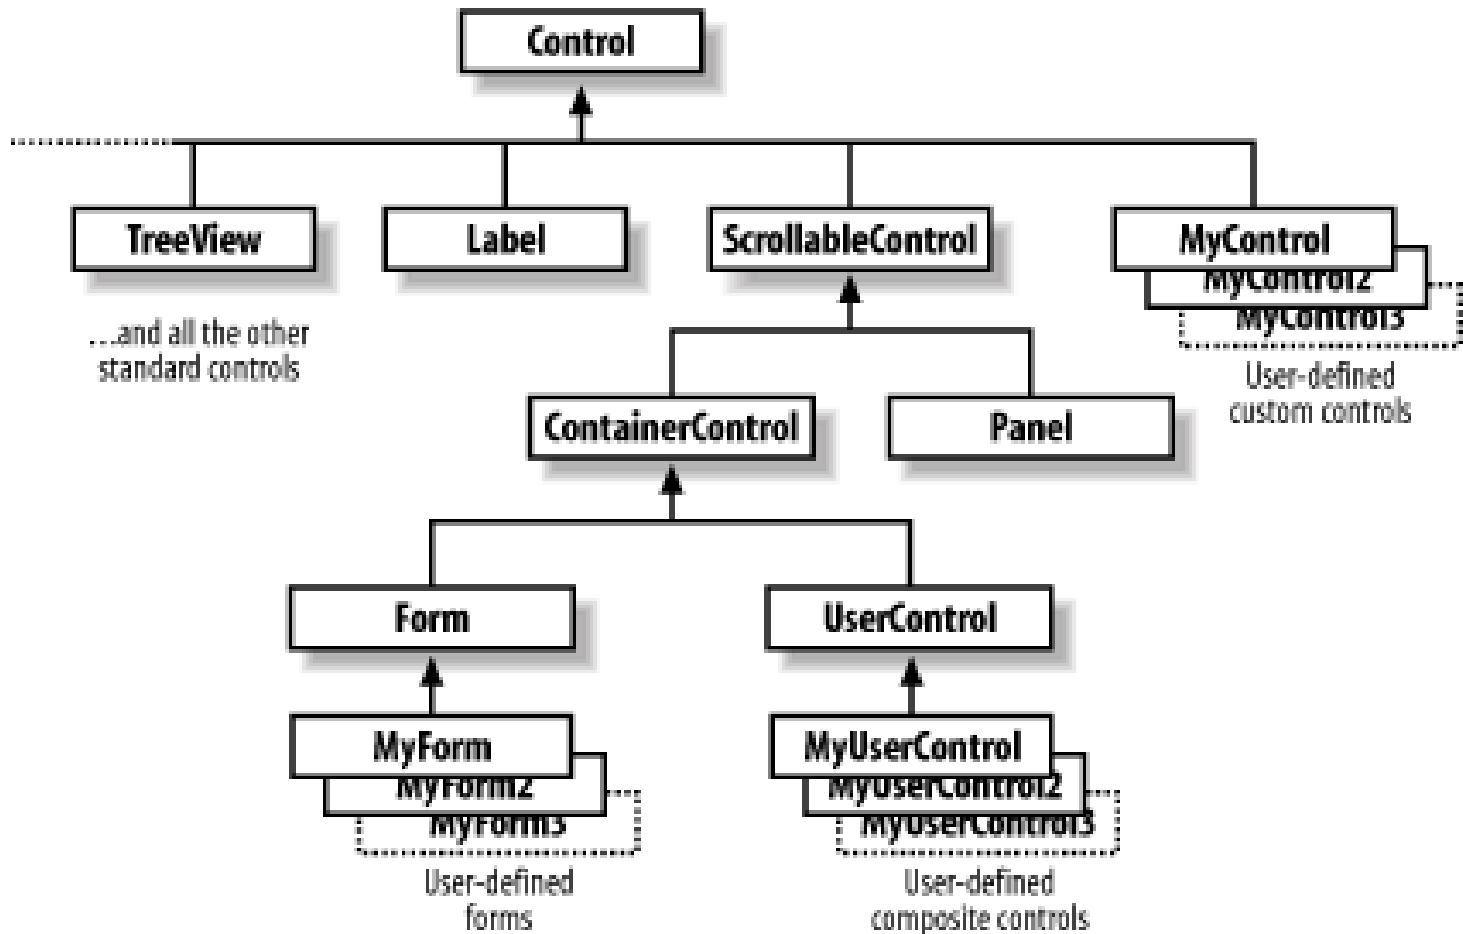 Control
TreeView
Label
ScrollableControl
MyControl
MyControl2
MyControl3
...and all the other
standard controls
User-defined
custom controls
ContainerControl
Panel
Form
UserControl
MyForm
MyForm2
MyForm3
MyUserControl
MyUserControl2
MyUserControl3
User-defined
forms
User-defined
composite controls